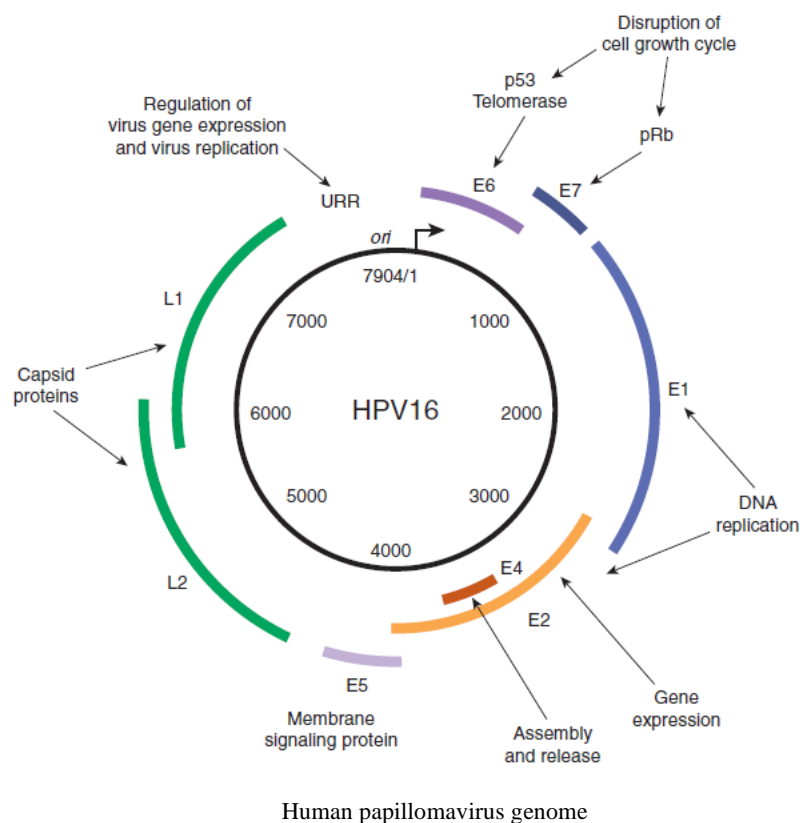 Disruption of
cell growth cycle
p53
Telomerase
pRb
Regulation of
virus gene expression
and virus replication
E6
E7
URR
ori
7904/1
L1
7000
1000
Capsid
proteins
E1
6000
HPV16
2000
5000
3000
DNA
replication
4000
E4
L2
E2
E5
Gene
expression
Membrane
signaling protein
Assembly
and release
Human papillomavirus genome